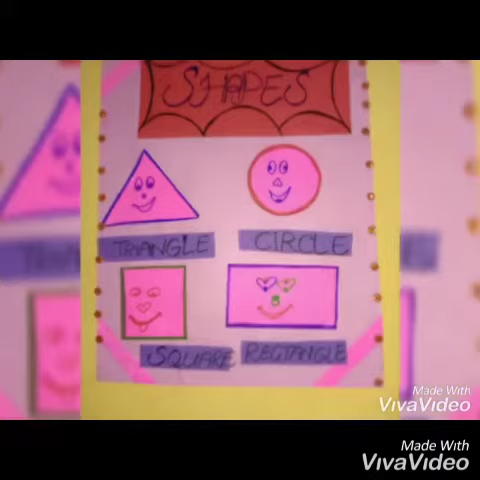 SHAPES
TRIANGLE CIRCLE
SQUARE RECTANGLE
Made With
VivaVideo
Made With
VivaVideo